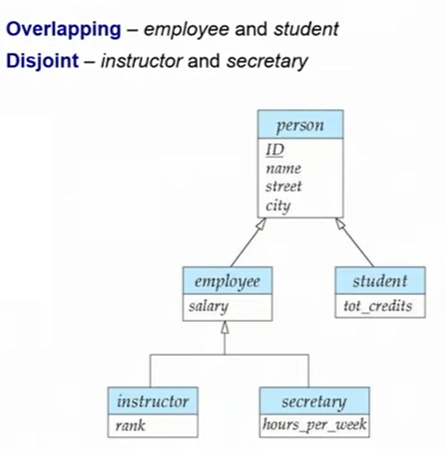 Overlapping – employee and student
Disjoint – instructor and secretary
person
ID
name
street
city
employee
salary
student
tot_credits
instructor
rank
secretary
hours_per_week